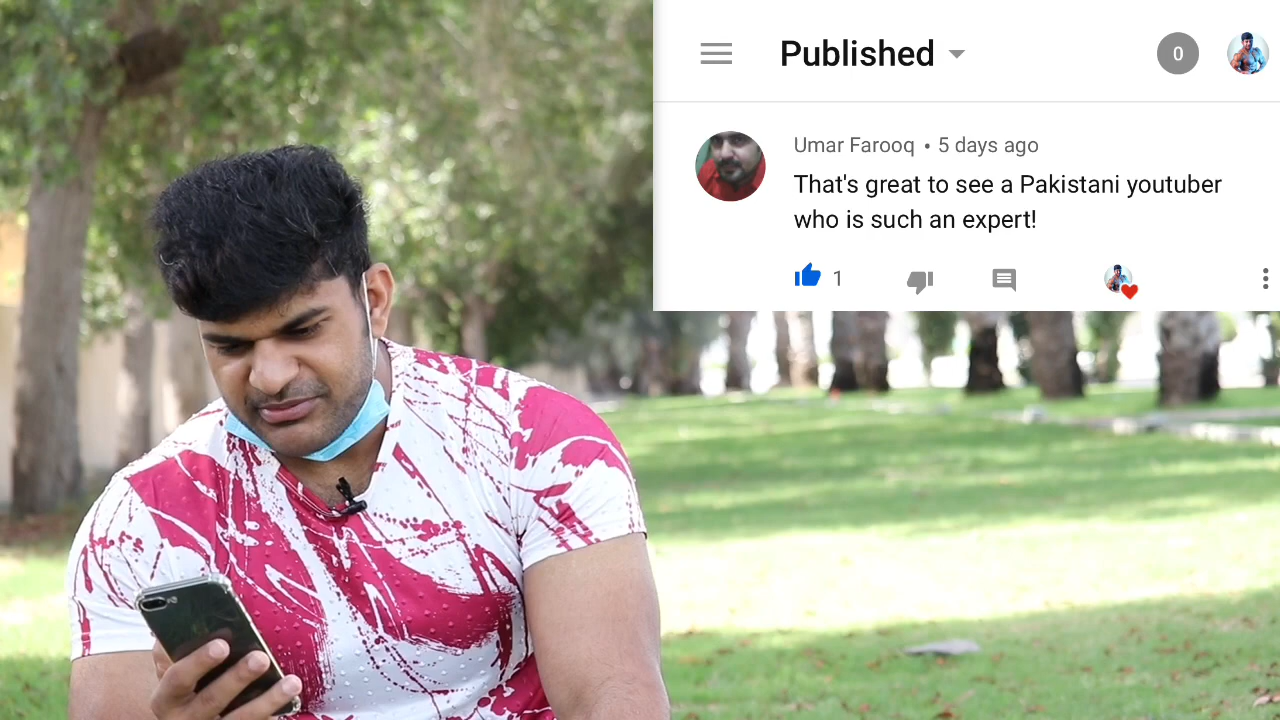 Published
0
Umar Farooq • 5 days ago
That's great to see a Pakistani youtuber
who is such an expert!
1